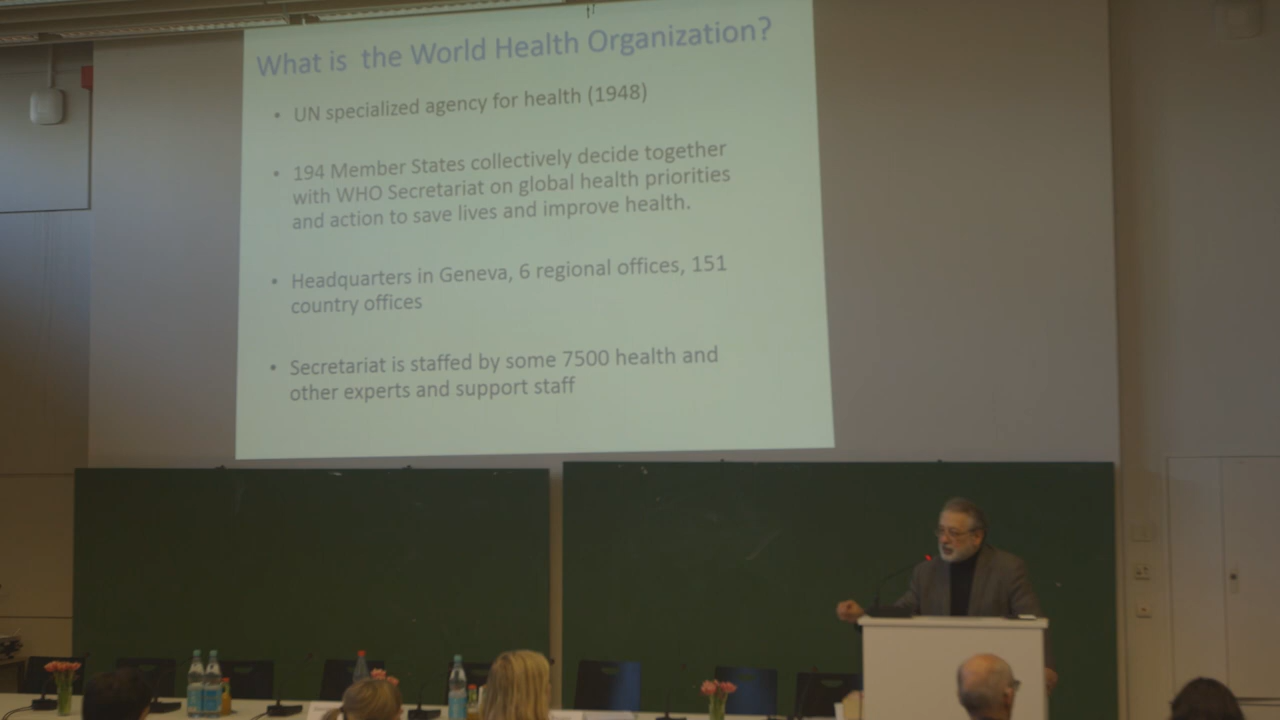 What is the World Health Organization?
• UN specialized agency for health (1948)
• 194 Member States collectively decide together
with WHO Secretariat on global health priorities
and action to save lives and improve health.
• Headquarters in Geneva, 6 regional offices, 151
country offices
• Secretariat is staffed by some 7500 health and
other experts and support staff